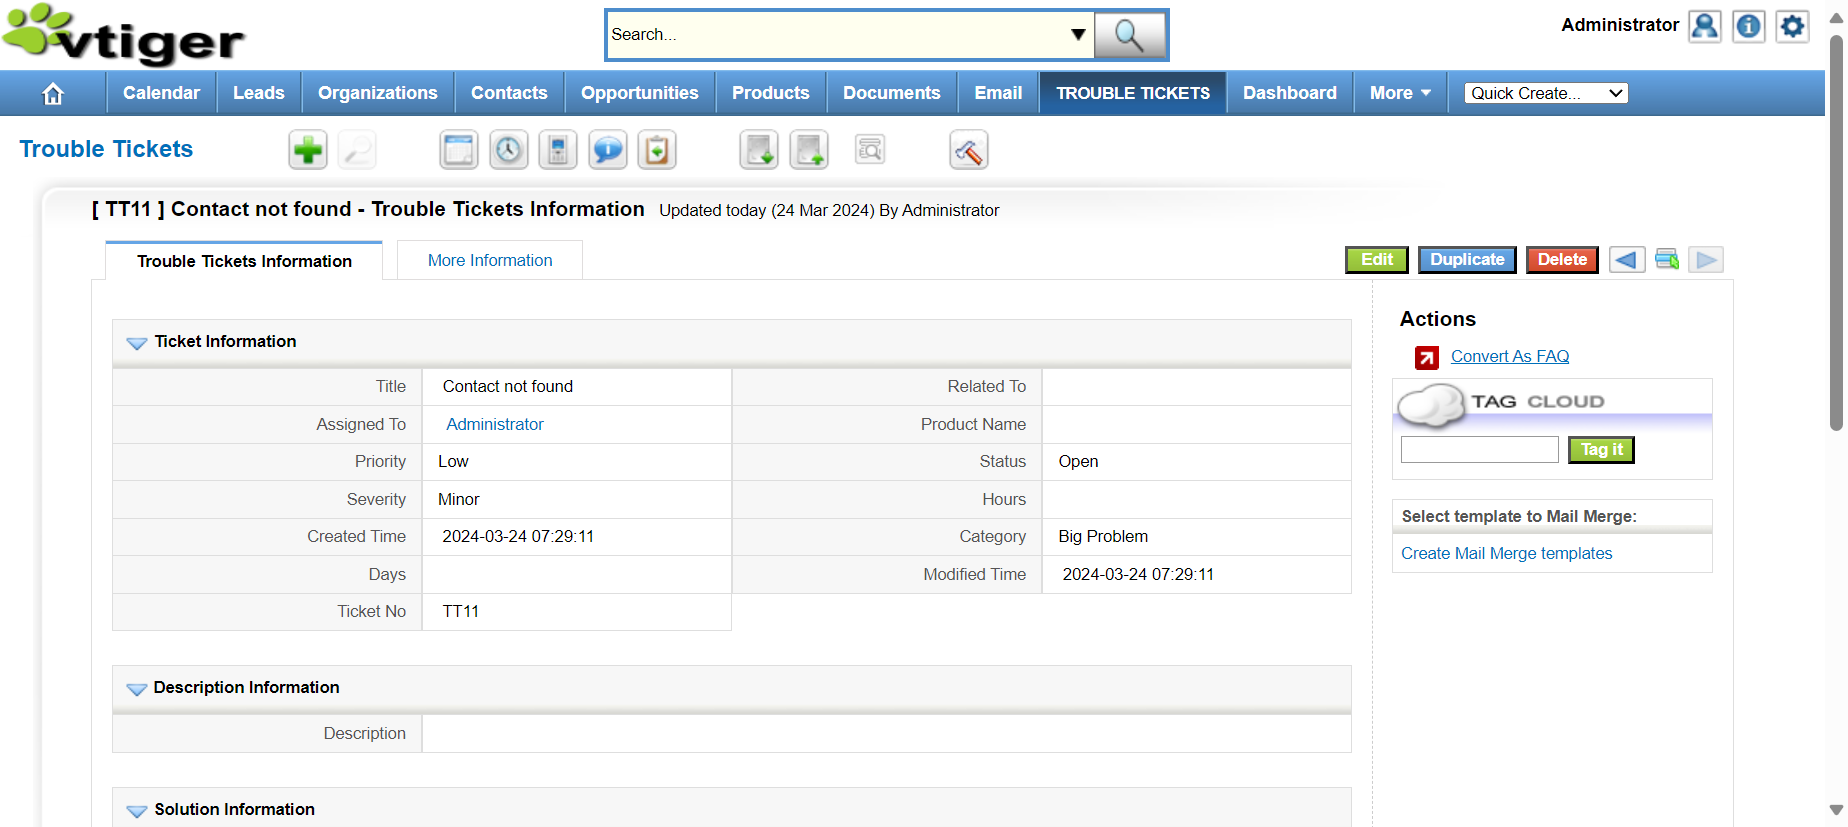 vtiger
Search...
Administrator
Calendar Leads Organizations Contacts Opportunities Products Documents Email TROUBLE TICKETS Dashboard More Quick Create...
Trouble Tickets
[ TT11 ] Contact not found - Trouble Tickets Information Updated today (24 Mar 2024) By Administrator
Trouble Tickets Information More Information Edit Duplicate Delete
Ticket Information
Title Contact not found Related To
Assigned To Administrator Product Name
Priority Low Status Open
Severity Minor Hours
Created Time 2024-03-24 07:29:11 Category Big Problem
Days Modified Time 2024-03-24 07:29:11
Ticket No TT11
Description Information
Description
Solution Information
Actions
Convert As FAQ
TAG CLOUD
Tag it
Select template to Mail Merge:
Create Mail Merge templates